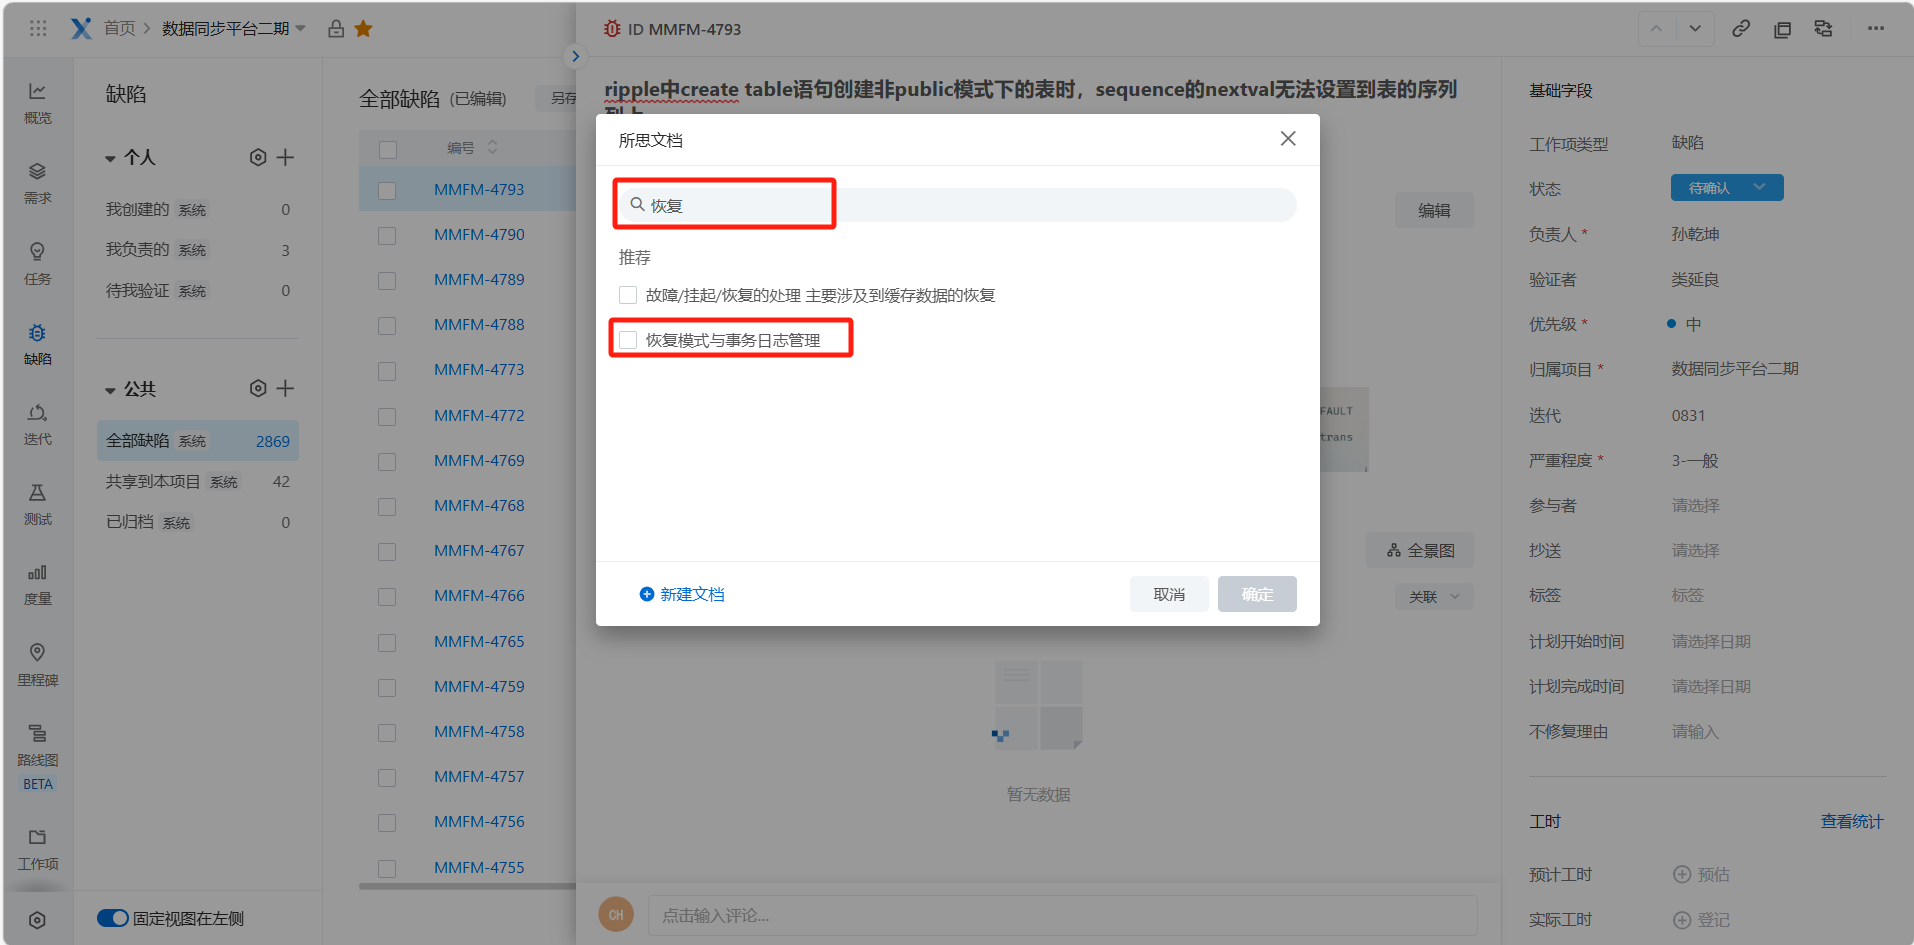 首页 > 数据同步平台二期
概览
需求
任务
缺陷
迭代
测试
度量
里程碑
路线图
BETA
工作项
缺陷
个人
我创建的 系统 0
我负责的 系统 3
待我验证 系统 0
公共
全部缺陷 系统 2869
共享到本项目 系统 42
已归档 系统 0
固定视图在左侧
全部缺陷 (已编辑) 另存
编号
MMFM-4793
MMFM-4790
MMFM-4789
MMFM-4788
MMFM-4773
MMFM-4772
MMFM-4769
MMFM-4768
MMFM-4767
MMFM-4766
MMFM-4765
MMFM-4759
MMFM-4758
MMFM-4757
MMFM-4756
MMFM-4755
ID MMFM-4793
ripple中create table语句创建非public模式下的表时，sequence的nextval无法设置到表的序列
编辑
所思文档
恢复
推荐
故障/挂起/恢复的处理 主要涉及到缓存数据的恢复
恢复模式与事务日志管理
新建文档
取消
确定
FAULT
trans
全景图
关联
暂无数据
CH
点击输入评论...
基础字段
工作项类型 缺陷
状态 待确认
负责人 * 孙乾坤
验证者 类延良
优先级 * 中
归属项目 * 数据同步平台二期
迭代 0831
严重程度 * 3-一般
参与者 请选择
抄送 请选择
标签 标签
计划开始时间 请选择日期
计划完成时间 请选择日期
不修复理由 请输入
工时 查看统计
预计工时 预估
实际工时 登记